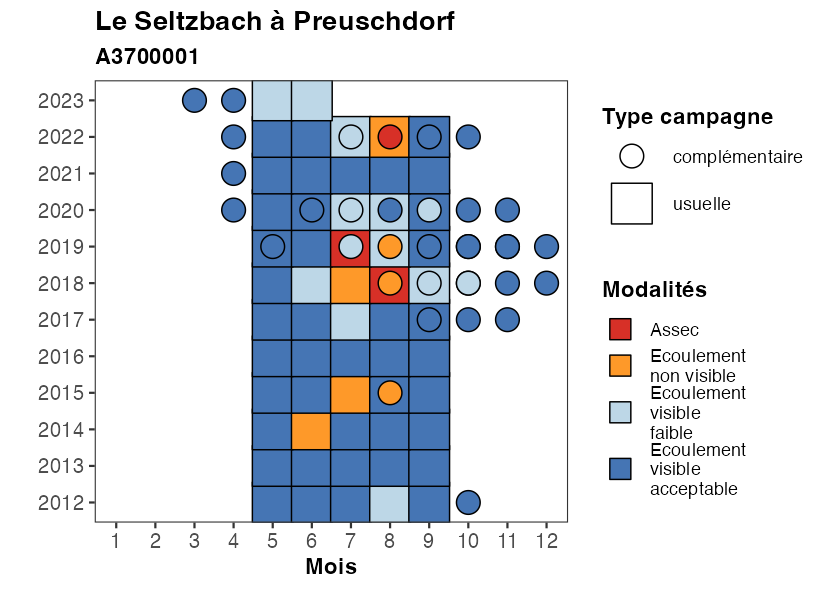 Le Seltzbach à Preuschdorf
A3700001
2023
2022
2021
2020
2019
2018
2017
2016
2015
2014
2013
2012
1 2 3 4 5 6 7 8 9 10 11 12
Mois
Type campagne
complémentaire
usuelle
Modalités
Assec
Ecoulement
non visible
Ecoulement
visible
faible
Ecoulement
visible
acceptable